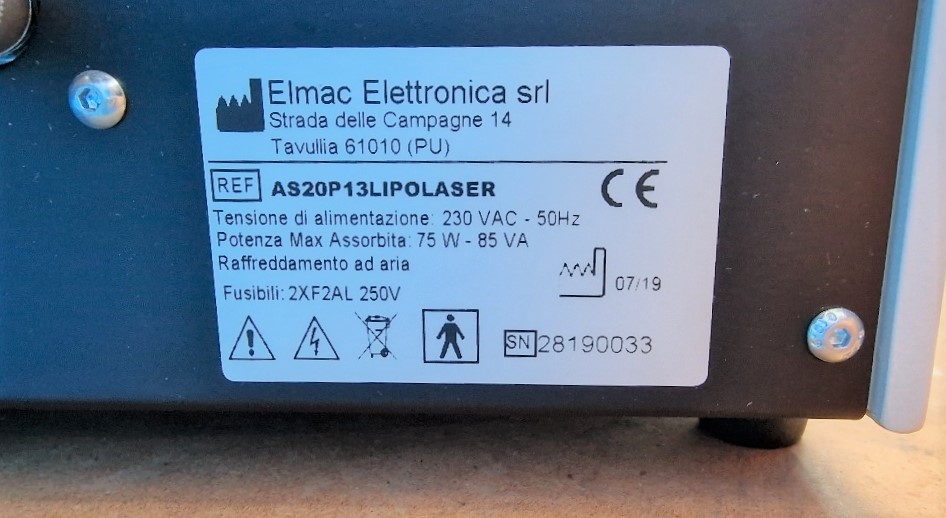 Elmac Elettronica srl
Strada delle Campagne 14
Tavullia 61010 (PU)
REF AS20P13LIPOLASER CE
Tensione di alimentazione: 230 VAC - 50Hz
Potenza Max Assorbita: 75 W - 85 VA
Raffreddamento ad aria
07/19
Fusibili: 2XF2AL 250V
SN 28190033